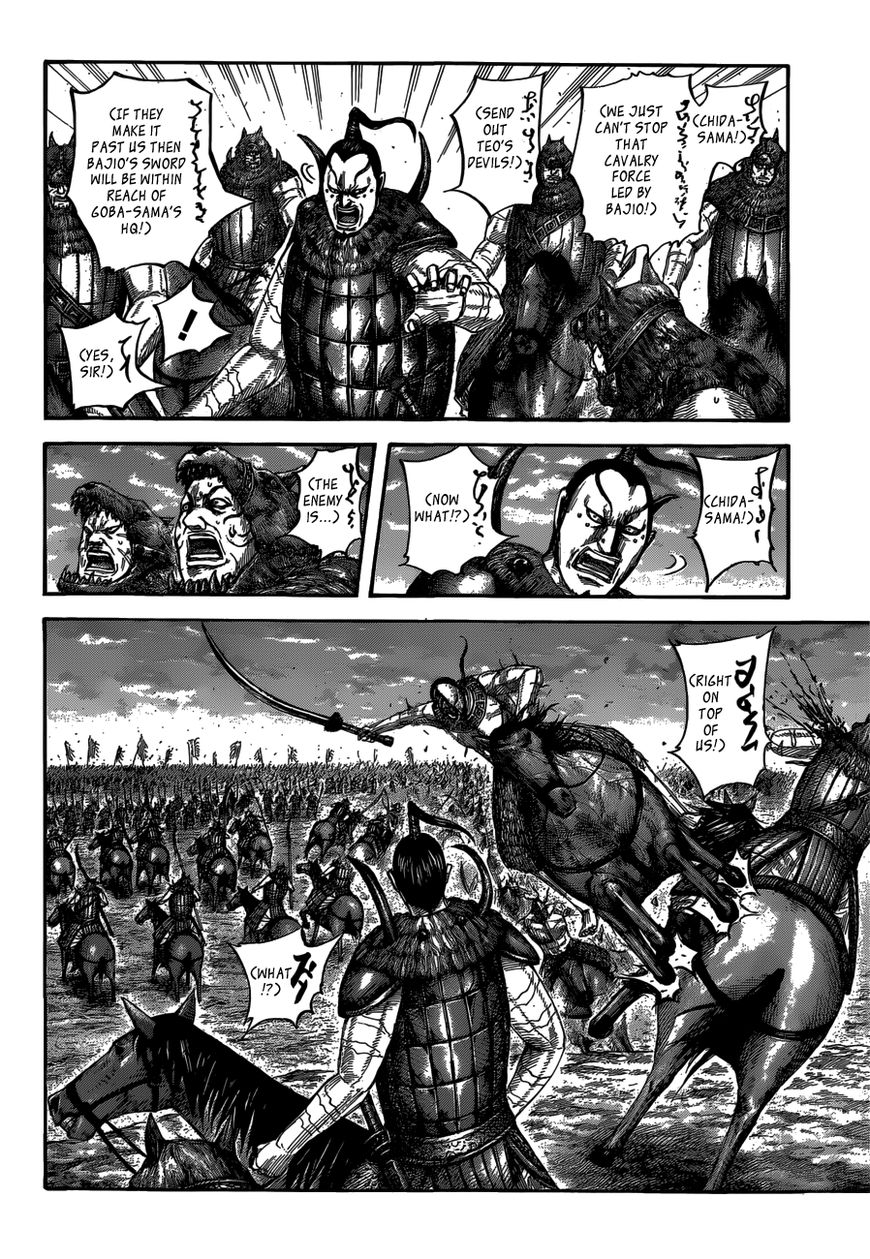 (CHIDA-
SAMA!)
(WE JUST
CAN'T STOP
THAT
CAVALRY
FORCE
LED BY
BAJIO!)
(SEND
OUT
TEO'S
DEVILS!)
(IF THEY
MAKE IT
PAST US THEN
BAJIO'S SWORD
WILL BE WITHIN
REACH OF
GOBA-SAMA'S
HQ!)
!
(YES,
SIR!)
(CHIDA-
SAMA!)
(NOW
WHAT!?)
(THE
ENEMY
IS...)
(RIGHT
ON
TOP
OF
US!)
(WHAT
!?)